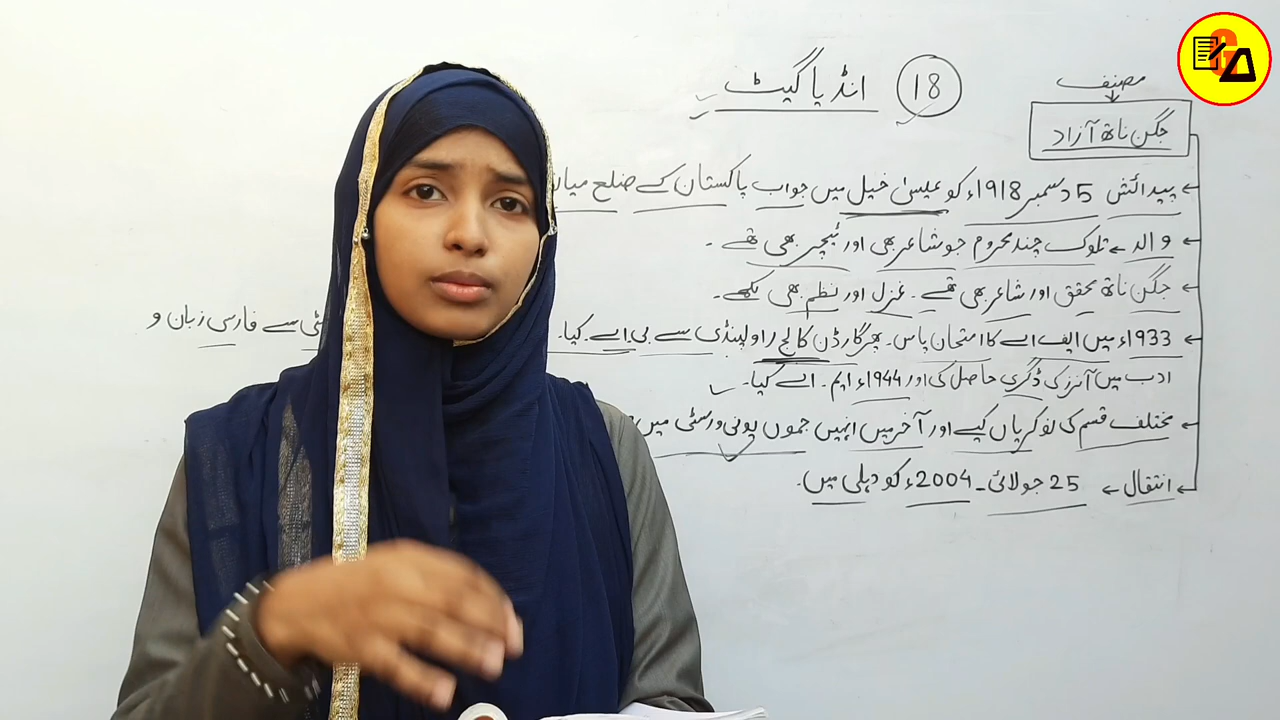 18 انڈیا گیٹ
مصنف
جگن ناتھ آزاد
پیدائش 5 دسمبر 1918ء کو عیسیٰ خیل میں جو اب پاکستان کے ضلع میاں
والد ← تلوک چند محروم جو شاعر بھی اور ٹیچر بھی تھے ۔
جگن ناتھ محقق اور شاعر بھی تھے ۔ غزل اور نظم بھی لکھے ۔
1933ء میں ایف اے کا امتحان پاس ۔ پھر گارڈن کالج راولپنڈی سے بی اے کیا ۔ سے فارسی زبان و
ادب میں آنرز کی ڈگری حاصل کی اور 1944ء ایم ۔ اے کیا ۔
مختلف قسم کی نوکریاں کیے اور آخر میں انہیں جموں یونی ورسٹی میں
انتقال ← 25 جولائی ۔ 2004ء کو دہلی میں ۔